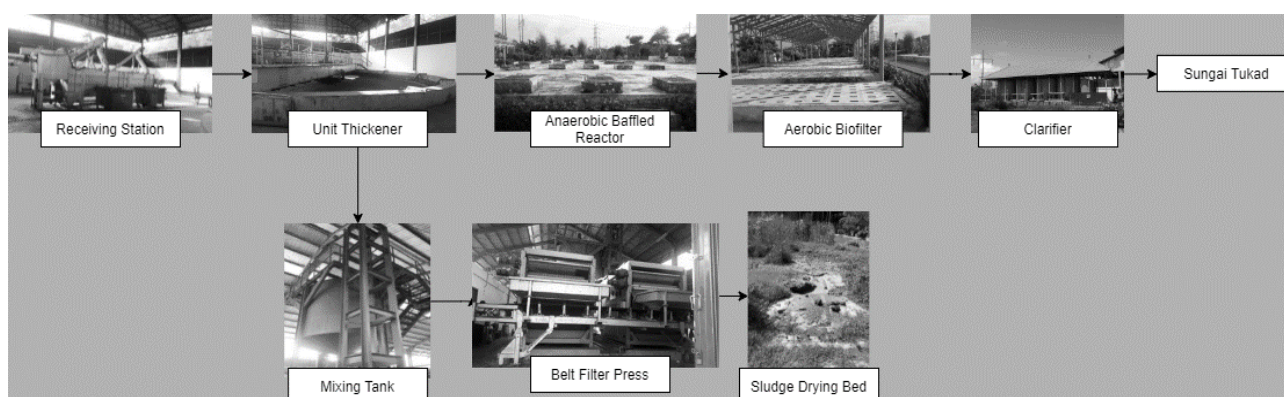 Receiving Station
Unit Thickener
Anaerobic Baffled
Reactor
Aerobic Biofilter
Clarifier
Sungai Tukad
Mixing Tank
Belt Filter Press
Sludge Drying Bed